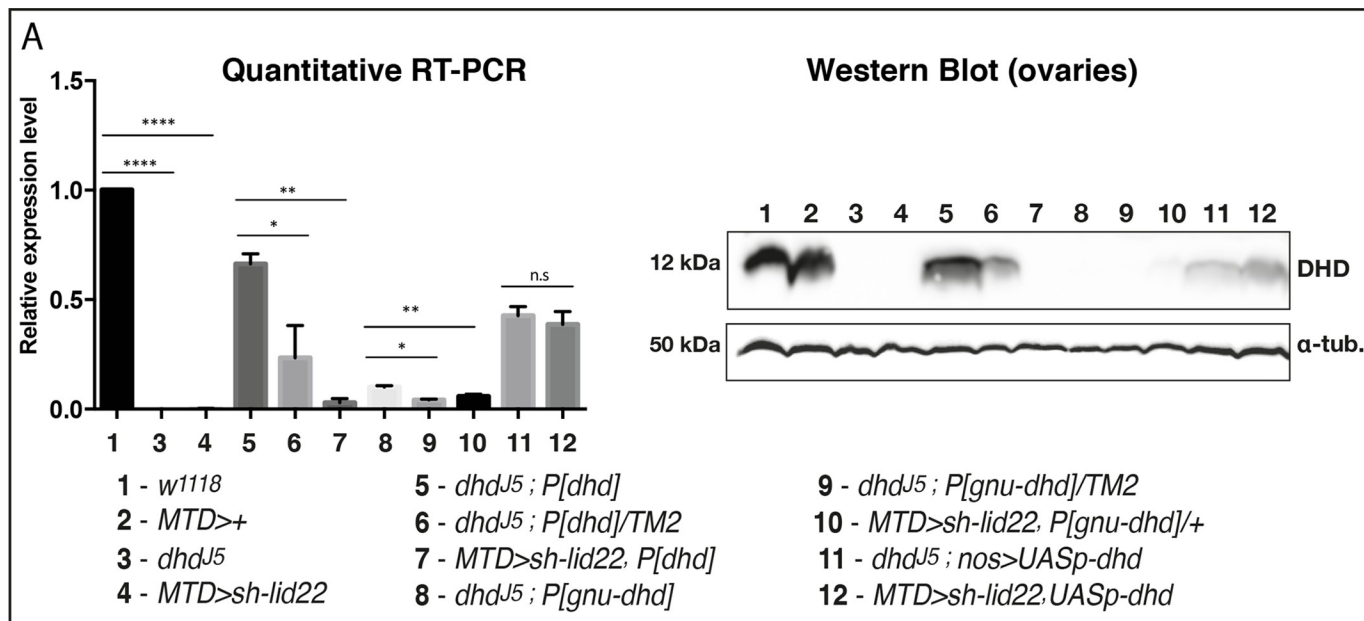 A
Quantitative RT-PCR
Western Blot (ovaries)
Relative expression level
1.5
1.0
0.5
0.0
****
****
**
*
**
*
n.s
1 3 4 5 6 7 8 9 10 11 12
1 2 3 4 5 6 7 8 9 10 11 12
12 kDa
DHD
50 kDa
α-tub.
1 - w1118
2 - MTD>+
3 - dhdJ5
4 - MTD>sh-lid22
5 - dhdJ5 ; P[dhd]
6 - dhdJ5 ; P[dhd]/TM2
7 - MTD>sh-lid22, P[dhd]
8 - dhdJ5 ; P[gnu-dhd]
9 - dhdJ5 ; P[gnu-dhd]/TM2
10 - MTD>sh-lid22, P[gnu-dhd]/+
11 - dhdJ5 ; nos>UASp-dhd
12 - MTD>sh-lid22,UASp-dhd